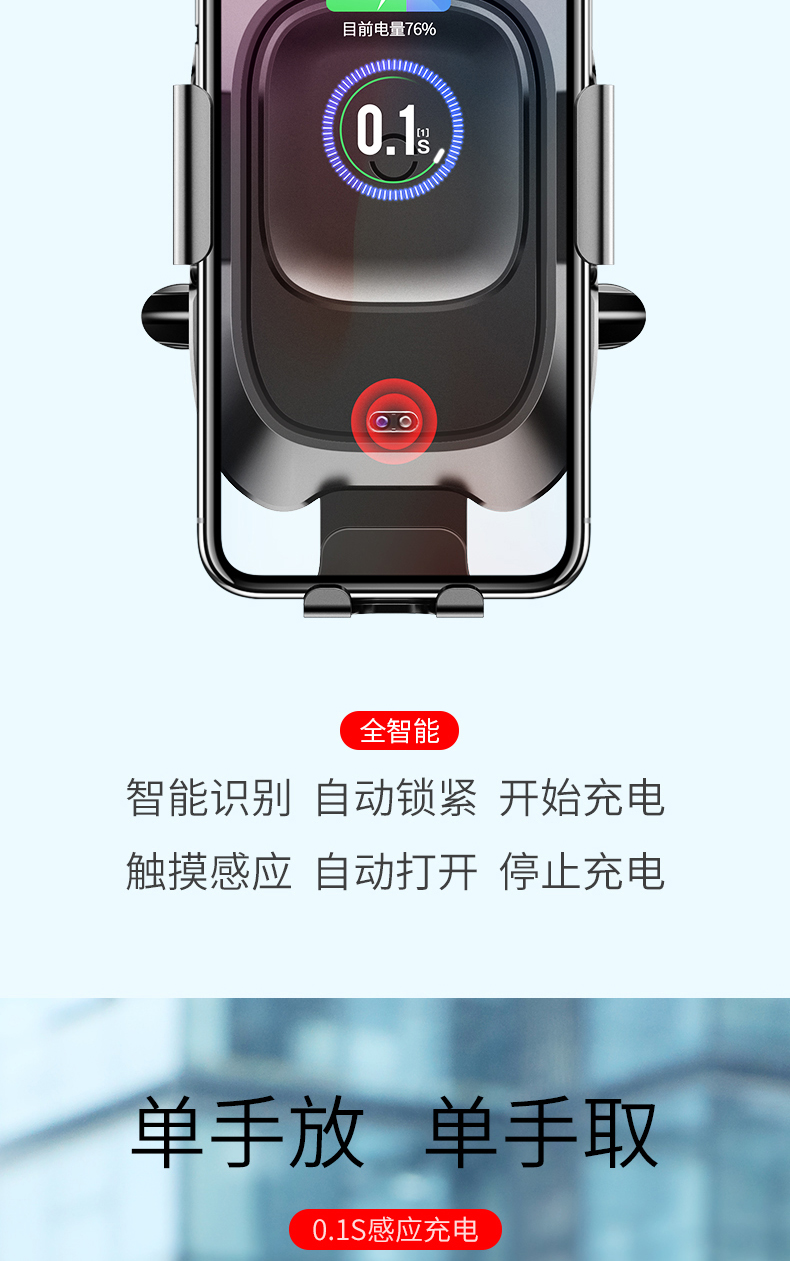 目前电量76%
0.1S[1]
全智能
智能识别 自动锁紧 开始充电
触摸感应 自动打开 停止充电
单手放 单手取
0.1S感应充电